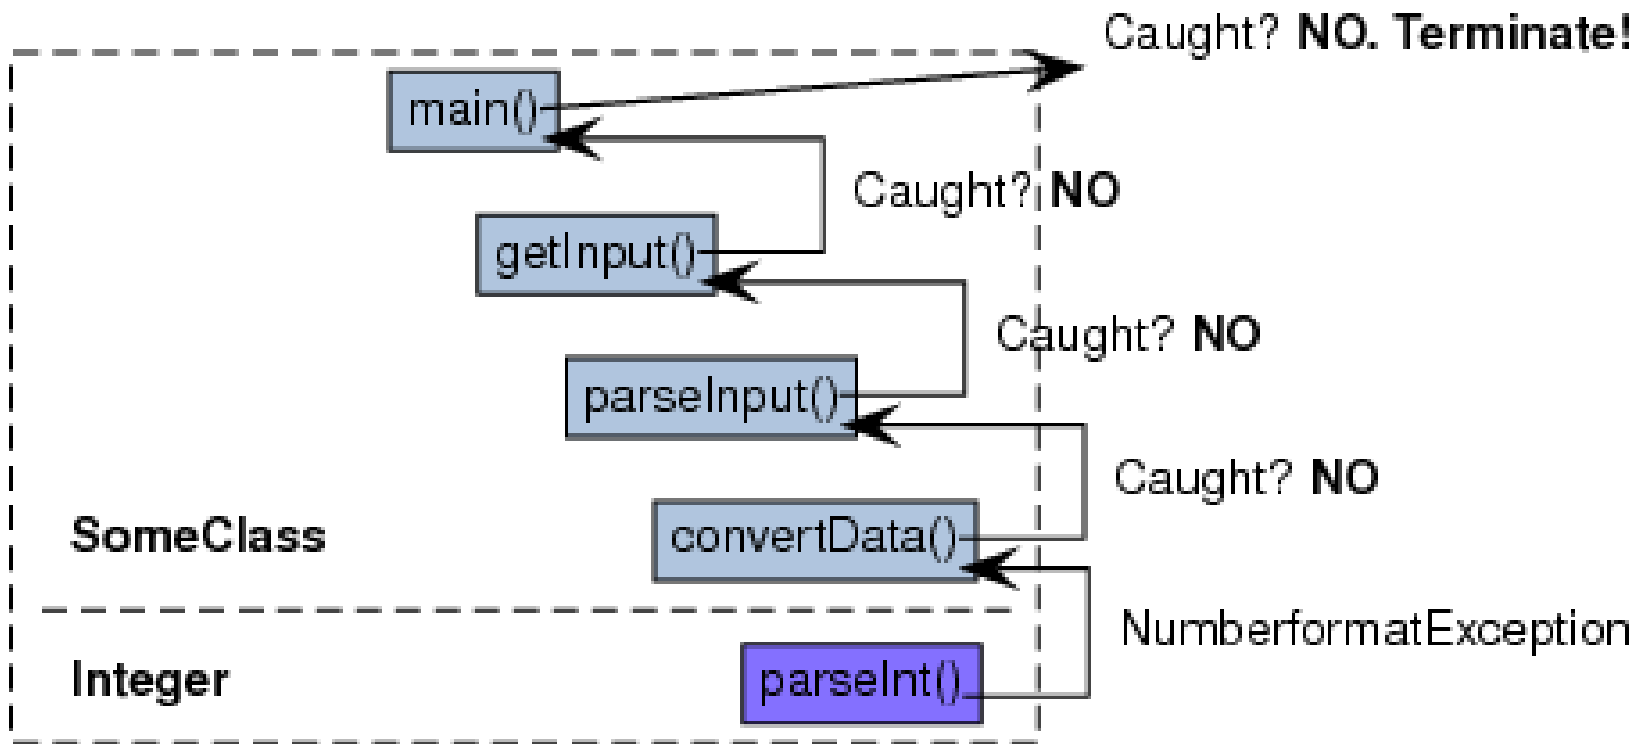 Caught? NO. Terminate!
main()
Caught? NO
getInput()
Caught? NO
parseInput()
Caught? NO
SomeClass
convertData()
NumberformatException
Integer
parseInt()